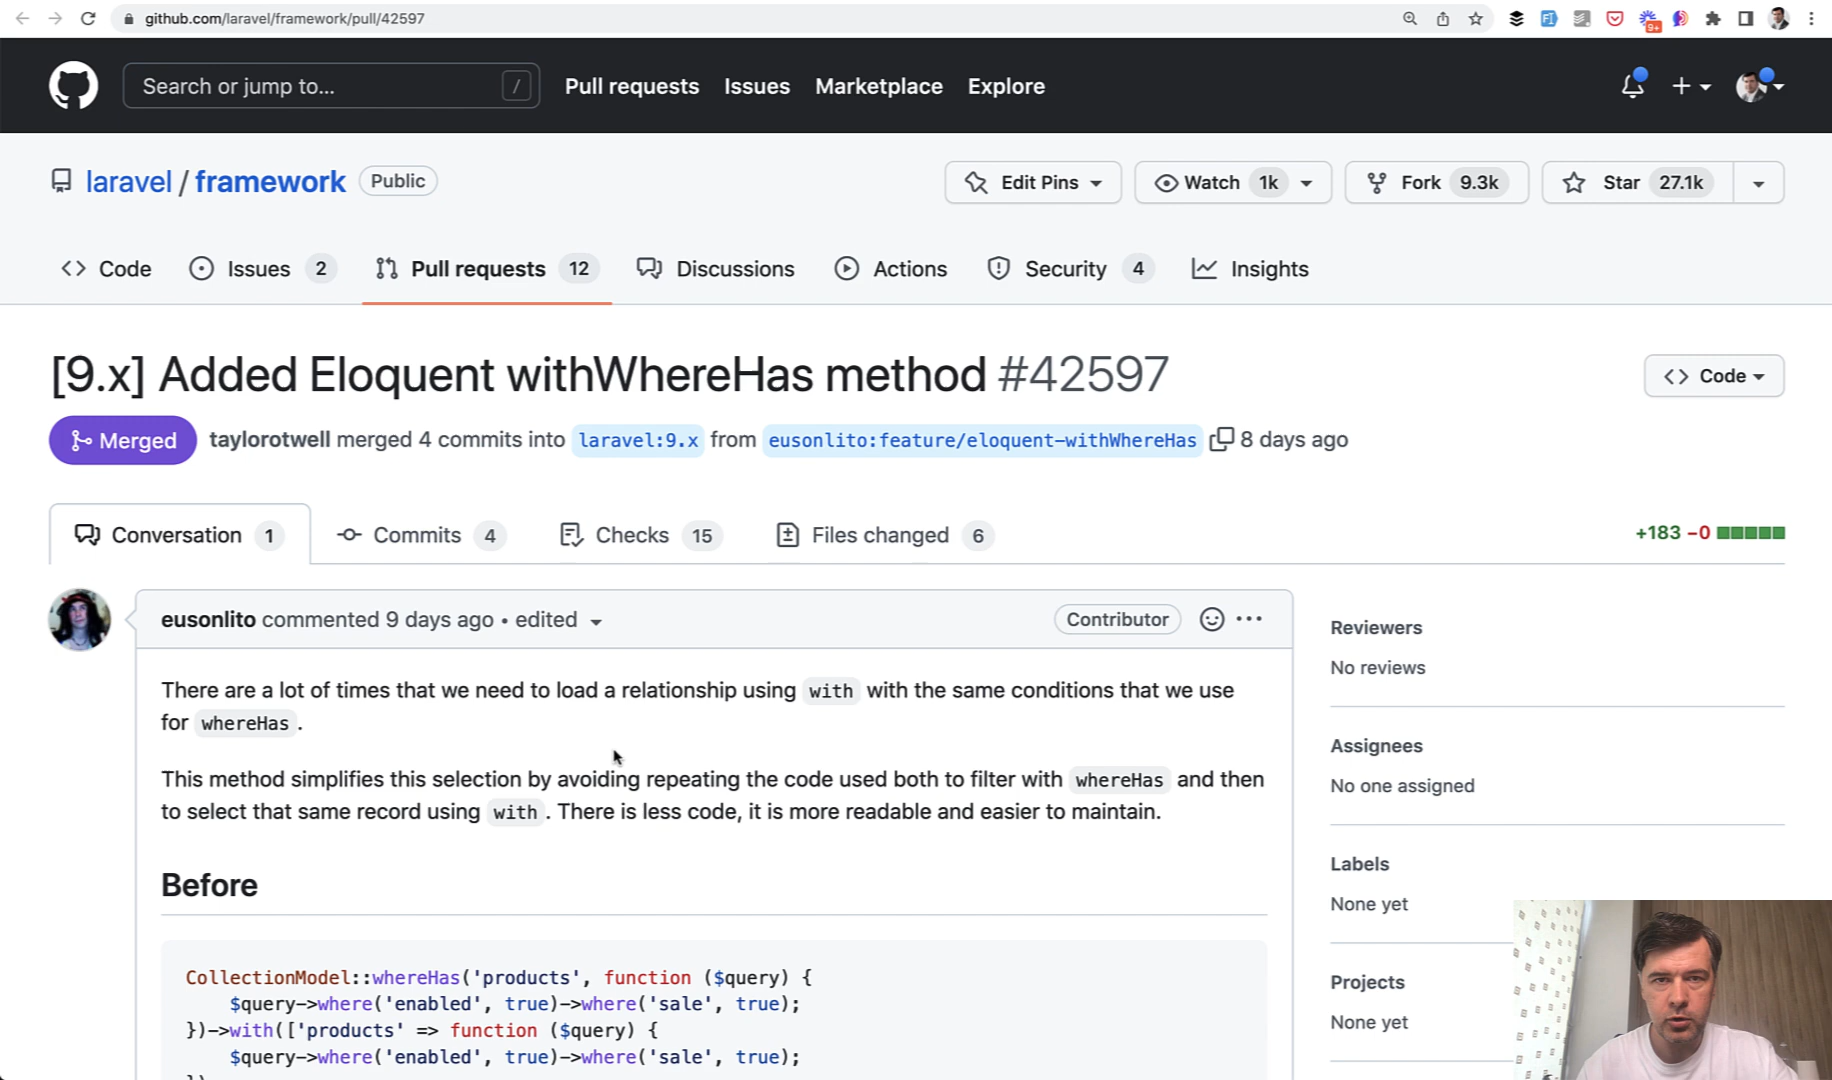 github.com/laravel/framework/pull/42597
9+
Search or jump to...
/
Pull requests
Issues
Marketplace
Explore
laravel / framework Public
Edit Pins
Watch 1k
Fork 9.3k
Star 27.1k
Code
Issues 2
Pull requests 12
Discussions
Actions
Security 4
Insights
[9.x] Added Eloquent withWhereHas method #42597
Code
Merged
taylorotwell merged 4 commits into laravel:9.x from eusonlito:feature/eloquent-withWhereHas 8 days ago
Conversation 1
Commits 4
Checks 15
Files changed 6
+183 −0
eusonlito commented 9 days ago • edited
Contributor
There are a lot of times that we need to load a relationship using with with the same conditions that we use
for whereHas.
This method simplifies this selection by avoiding repeating the code used both to filter with whereHas and then
to select that same record using with. There is less code, it is more readable and easier to maintain.
Before
CollectionModel::whereHas('products', function ($query) {
$query->where('enabled', true)->where('sale', true);
})->with(['products' => function ($query) {
$query->where('enabled', true)->where('sale', true);
Reviewers
No reviews
Assignees
No one assigned
Labels
None yet
Projects
None yet